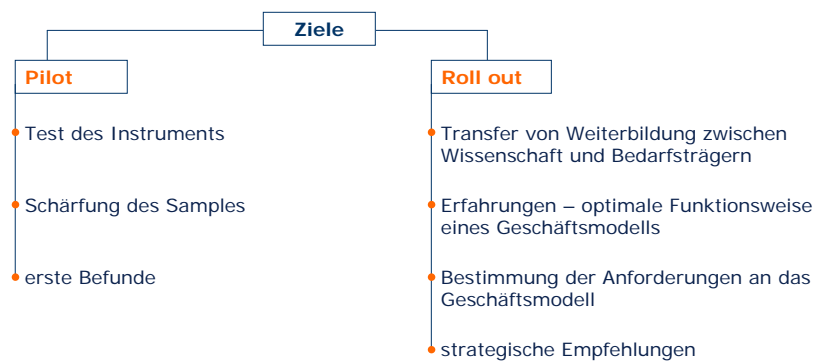 Ziele
Pilot
Test des Instruments
Schärfung des Samples
erste Befunde
Roll out
Transfer von Weiterbildung zwischen
Wissenschaft und Bedarfsträgern
Erfahrungen – optimale Funktionsweise
eines Geschäftsmodells
Bestimmung der Anforderungen an das
Geschäftsmodell
strategische Empfehlungen